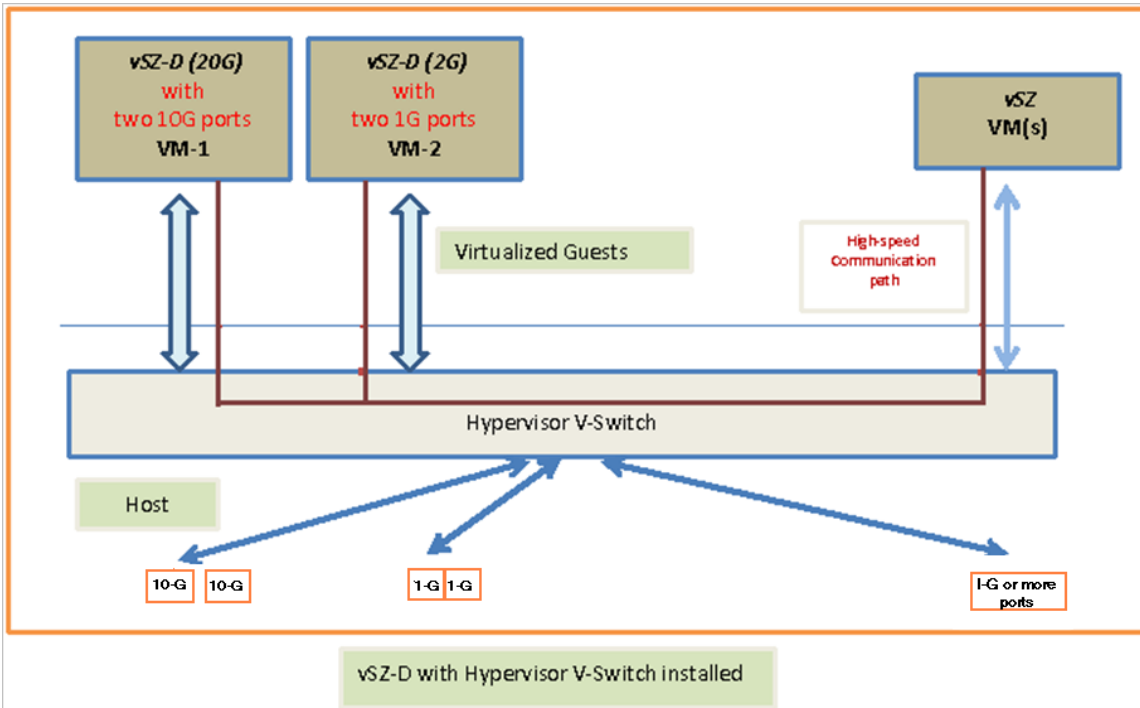 vSZ-D (20G)
with
two 10G ports
VM-1
vSZ-D (2G)
with
two 1G ports
VM-2
vSZ
VM(s)
Virtualized Guests
High-speed
Communication
path
Hypervisor V-Switch
Host
10-G 10-G
1-G 1-G
I-G or more
ports
vSZ-D with Hypervisor V-Switch installed